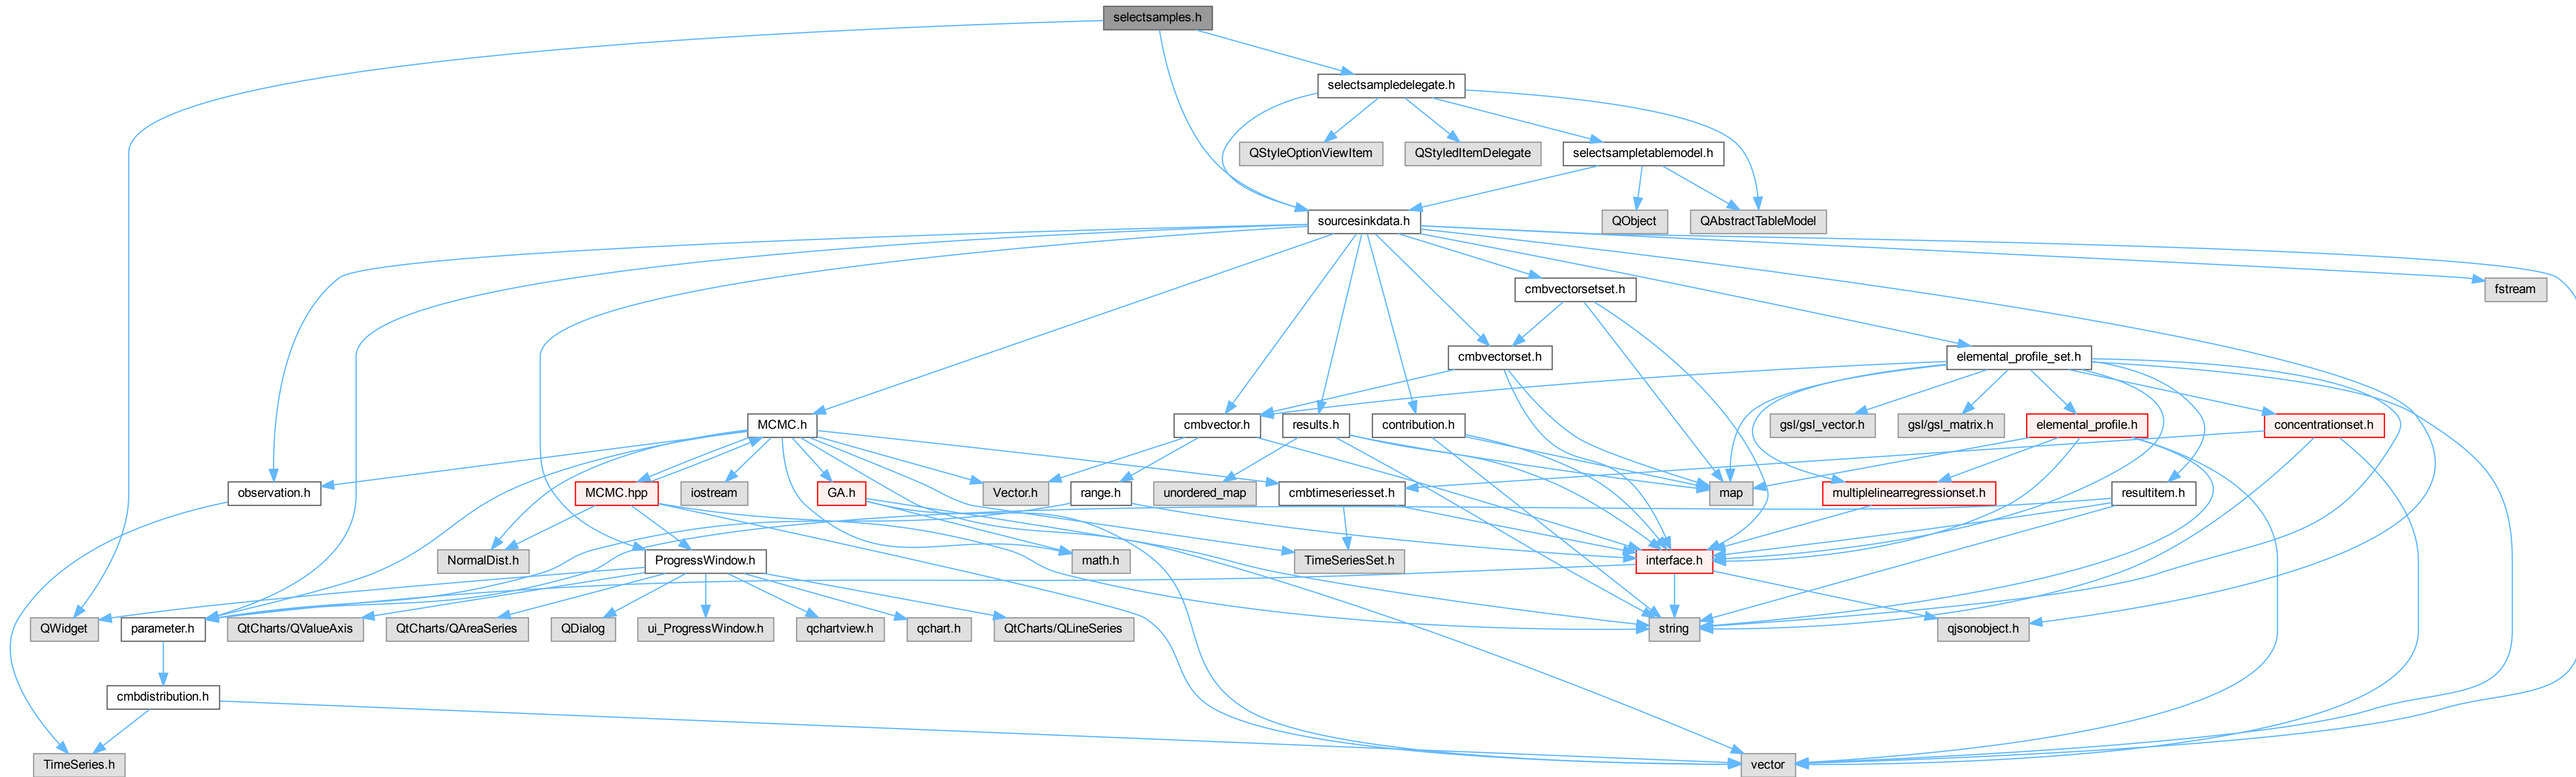 selectsamples.h
selectsampledelegate.h
QStyleOptionViewItem
QStyledItemDelegate
selectsampletablemodel.h
sourcesinkdata.h
QObject
QAbstractTableModel
cmbvectorsetset.h
fstream
cmbvectorset.h
elemental_profile_set.h
MCMC.h
cmbvector.h
results.h
contribution.h
gsl/gsl_vector.h
gsl/gsl_matrix.h
elemental_profile.h
concentrationset.h
observation.h
MCMC.hpp
iostream
GA.h
Vector.h
range.h
unordered_map
cmbtimeseriesset.h
map
multiplelinearregressionset.h
resultitem.h
NormalDist.h
ProgressWindow.h
math.h
TimeSeriesSet.h
interface.h
QWidget
parameter.h
QtCharts/QValueAxis
QtCharts/QAreaSeries
QDialog
ui_ProgressWindow.h
qchartview.h
qchart.h
QtCharts/QLineSeries
string
qjsonobject.h
cmbdistribution.h
TimeSeries.h
vector